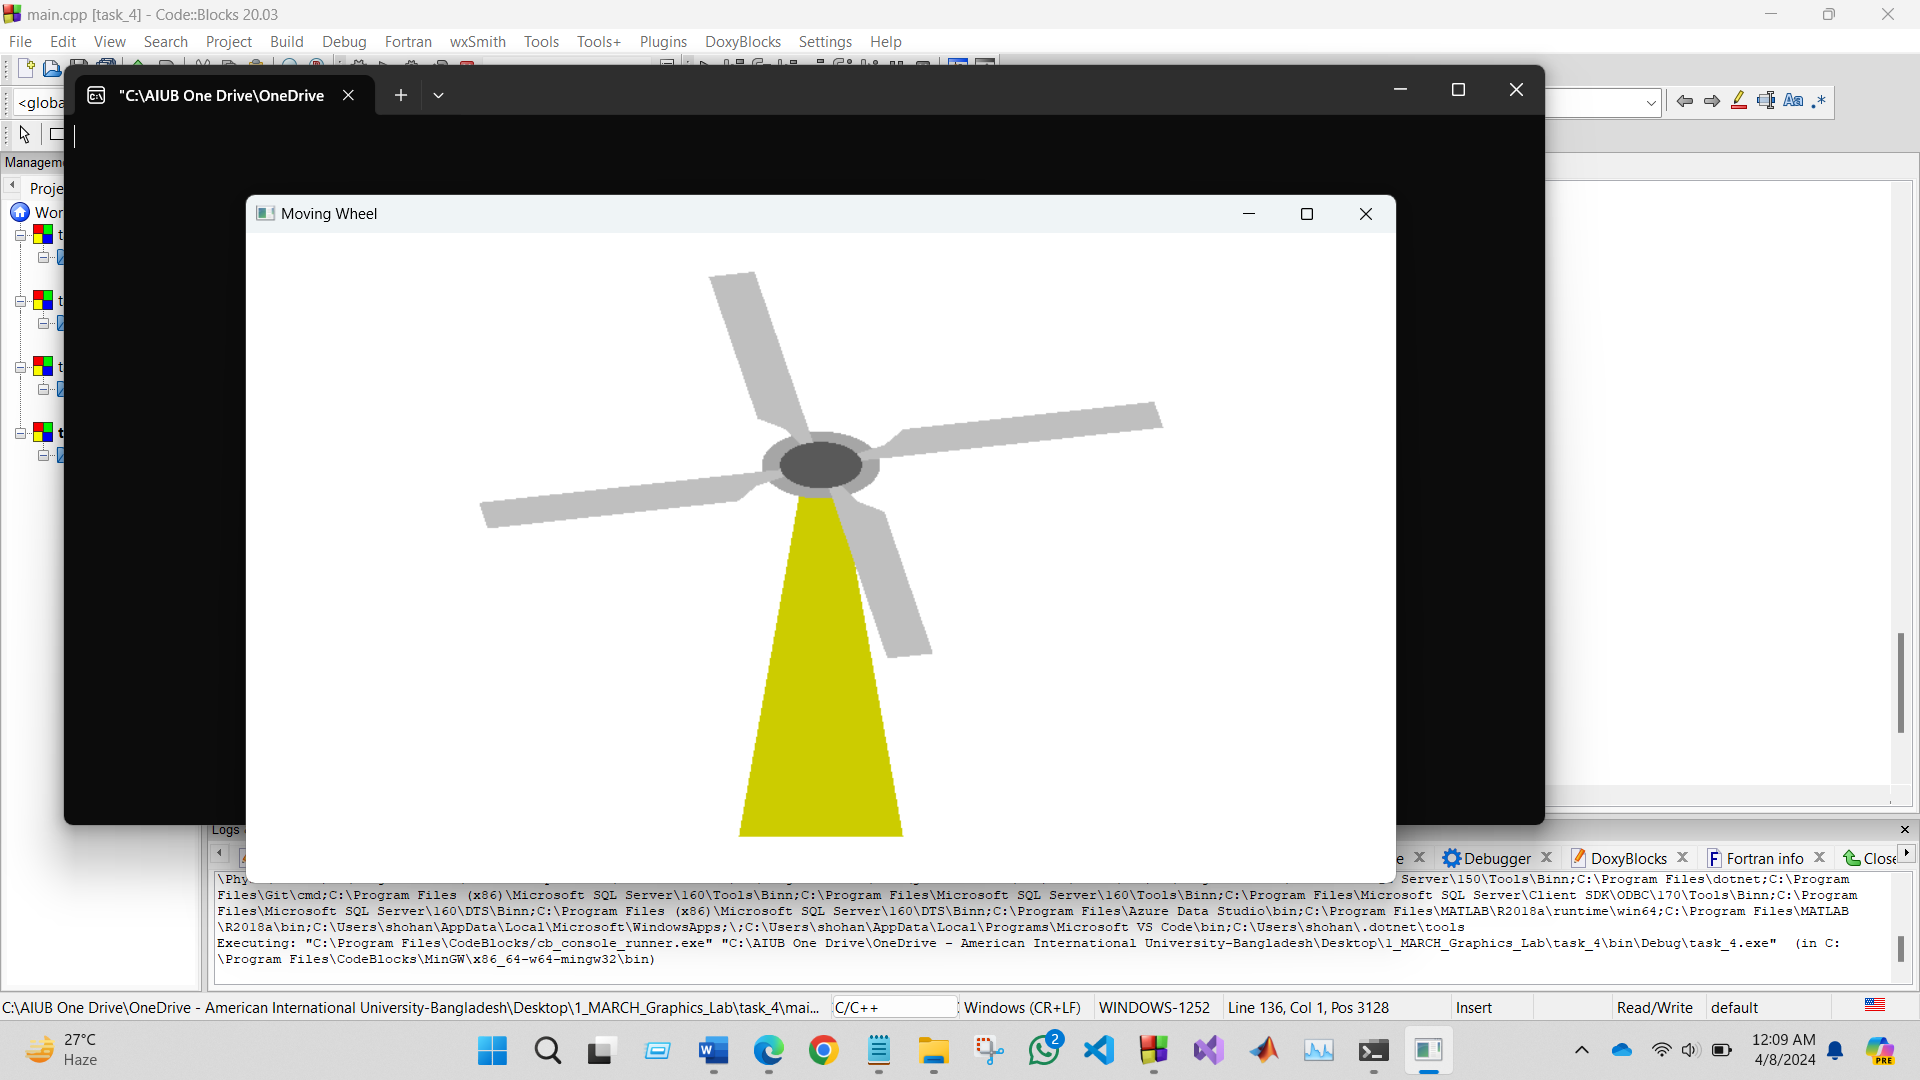 main.cpp [task_4] - Code::Blocks 20.03
File Edit View Search Project Build Debug Fortran wxSmith Tools Tools+ Plugins DoxyBlocks Settings Help
"C:\AIUB One Drive\OneDrive
<globa
Managem
Proje
Wor
Moving Wheel
Logs
Debugger DoxyBlocks Fortran info Close
Server\150\Tools\Binn;C:\Program Files\dotnet;C:\Program
Files\Git\cmd;C:\Program Files (x86)\Microsoft SQL Server\160\Tools\Binn;C:\Program Files\Microsoft SQL Server\160\Tools\Binn;C:\Program Files\Microsoft SQL Server\Client SDK\ODBC\170\Tools\Binn;C:\Program
Files\Microsoft SQL Server\160\DTS\Binn;C:\Program Files (x86)\Microsoft SQL Server\160\DTS\Binn;C:\Program Files\Azure Data Studio\bin;C:\Program Files\MATLAB\R2018a\runtime\win64;C:\Program Files\MATLAB
\R2018a\bin;C:\Users\shohan\AppData\Local\Microsoft\WindowsApps;\;C:\Users\shohan\AppData\Local\Programs\Microsoft VS Code\bin;C:\Users\shohan\.dotnet\tools
Executing: "C:\Program Files\CodeBlocks/cb_console_runner.exe" "C:\AIUB One Drive\OneDrive - American International University-Bangladesh\Desktop\1_MARCH_Graphics_Lab\task_4\bin\Debug\task_4.exe" (in C:
\Program Files\CodeBlocks\MinGW\x86_64-w64-mingw32\bin)
C:\AIUB One Drive\OneDrive - American International University-Bangladesh\Desktop\1_MARCH_Graphics_Lab\task_4\mai... C/C++ Windows (CR+LF) WINDOWS-1252 Line 136, Col 1, Pos 3128 Insert Read/Write default
27°C
Haze
2
12:09 AM
4/8/2024
PRE